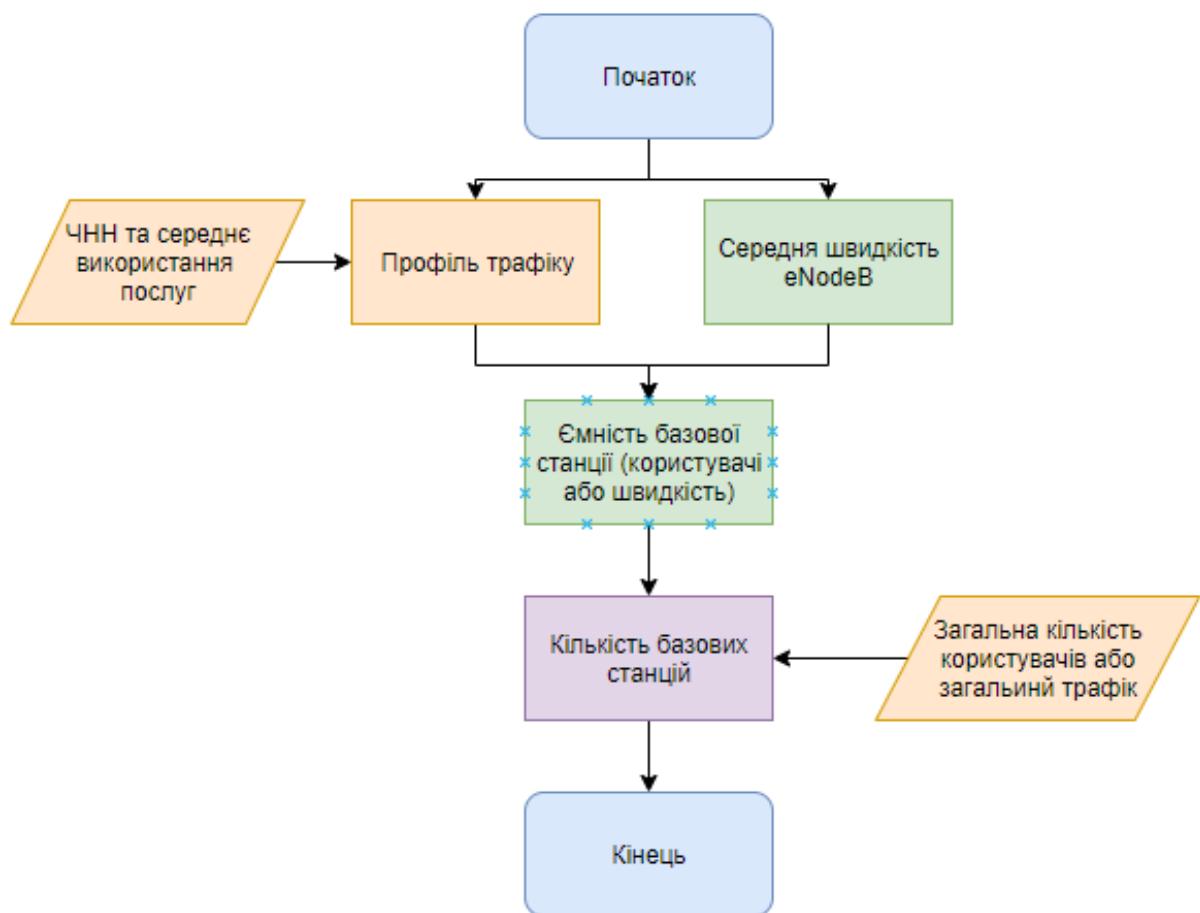 Початок
ЧНН та середнє
використання
послуг
Профіль трафіку
Середня швидкість
eNodeB
Ємність базової
станції (користувачі
або швидкість)
Кількість базових
станцій
Загальна кількість
користувачів або
загальинй трафік
Кінець